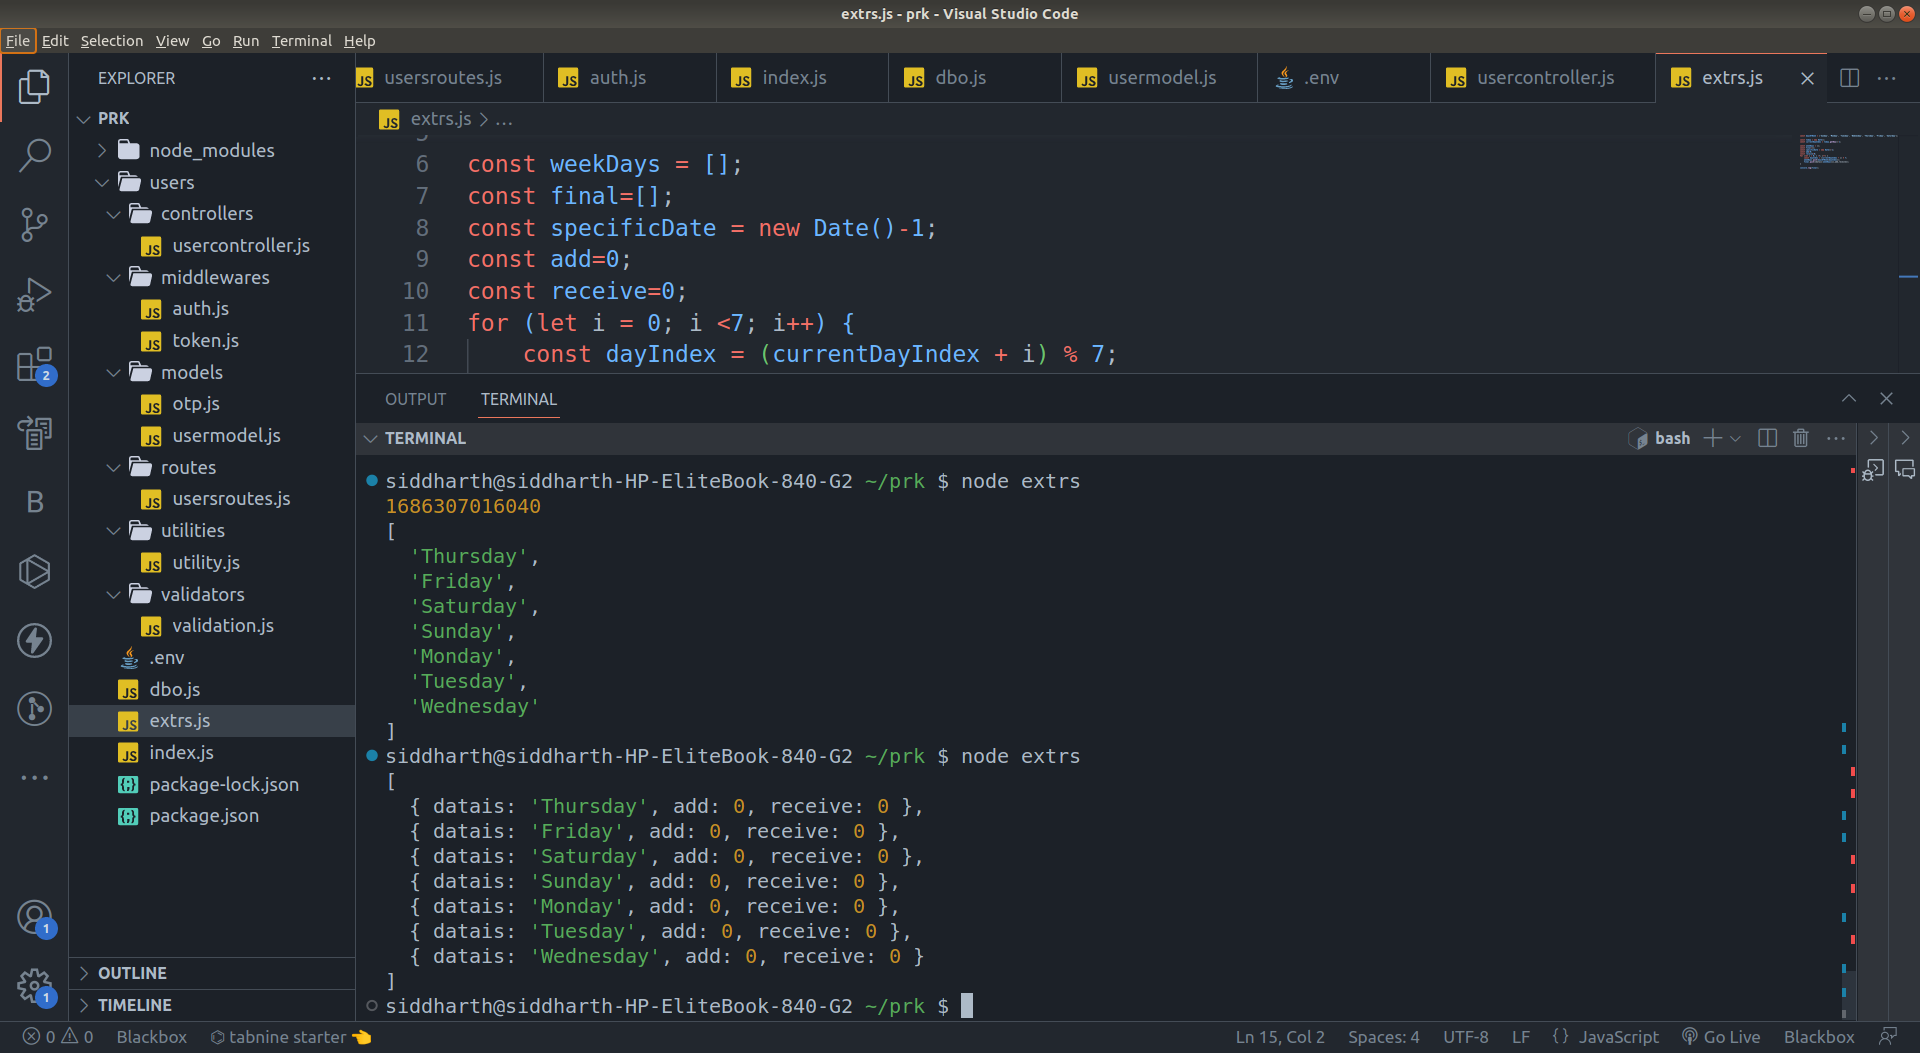 extrs.js - prk - Visual Studio Code
File Edit Selection View Go Run Terminal Help
EXPLORER
PRK
node_modules
users
controllers
usercontroller.js
middlewares
auth.js
token.js
models
otp.js
usermodel.js
routes
usersroutes.js
utilities
utility.js
validators
validation.js
.env
dbo.js
extrs.js
index.js
package-lock.json
package.json
OUTLINE
TIMELINE
usersroutes.js auth.js index.js dbo.js usermodel.js .env usercontroller.js extrs.js
extrs.js > ...
6 const weekDays = [];
7 const final=[];
8 const specificDate = new Date()-1;
9 const add=0;
10 const receive=0;
11 for (let i = 0; i <7; i++) {
12 const dayIndex = (currentDayIndex + i) % 7;
OUTPUT TERMINAL
TERMINAL
bash
siddharth@siddharth-HP-EliteBook-840-G2 ~/prk $ node extrs
1686307016040
[
'Thursday',
'Friday',
'Saturday',
'Sunday',
'Monday',
'Tuesday',
'Wednesday'
]
siddharth@siddharth-HP-EliteBook-840-G2 ~/prk $ node extrs
[
{ datais: 'Thursday', add: 0, receive: 0 },
{ datais: 'Friday', add: 0, receive: 0 },
{ datais: 'Saturday', add: 0, receive: 0 },
{ datais: 'Sunday', add: 0, receive: 0 },
{ datais: 'Monday', add: 0, receive: 0 },
{ datais: 'Tuesday', add: 0, receive: 0 },
{ datais: 'Wednesday', add: 0, receive: 0 }
]
siddharth@siddharth-HP-EliteBook-840-G2 ~/prk $
2
B
1
1
0 0 Blackbox tabnine starter Ln 15, Col 2 Spaces: 4 UTF-8 LF {} JavaScript Go Live Blackbox